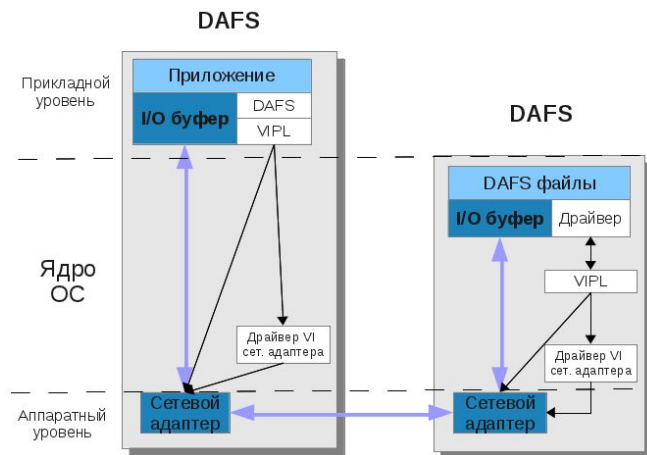 DAFS
Прикладной
уровень
Приложение
I/O буфер
DAFS
VIPL
DAFS
DAFS файлы
I/O буфер
Драйвер
Ядро
ОС
VIPL
Драйвер VI
сет. адаптера
Драйвер VI
сет. адаптера
Аппаратный
уровень
Сетевой
адаптер
Сетевой
адаптер